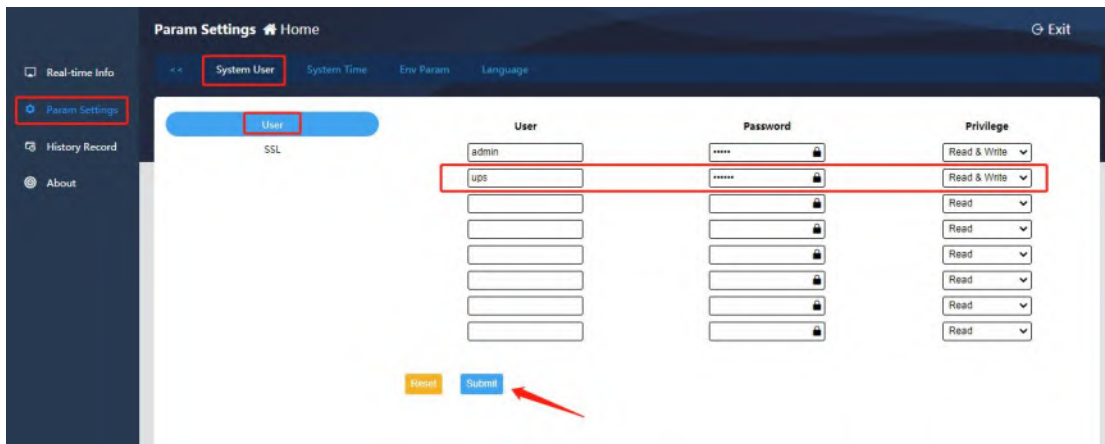 Param Settings Home
Exit
Real-time Info
Param Settings
History Record
About
<< System User System Time Env Param Language
User
SSL
User Password Privilege
admin ••••• Read & Write
ups •••••• Read & Write
Read
Read
Read
Read
Read
Read
Reset Submit